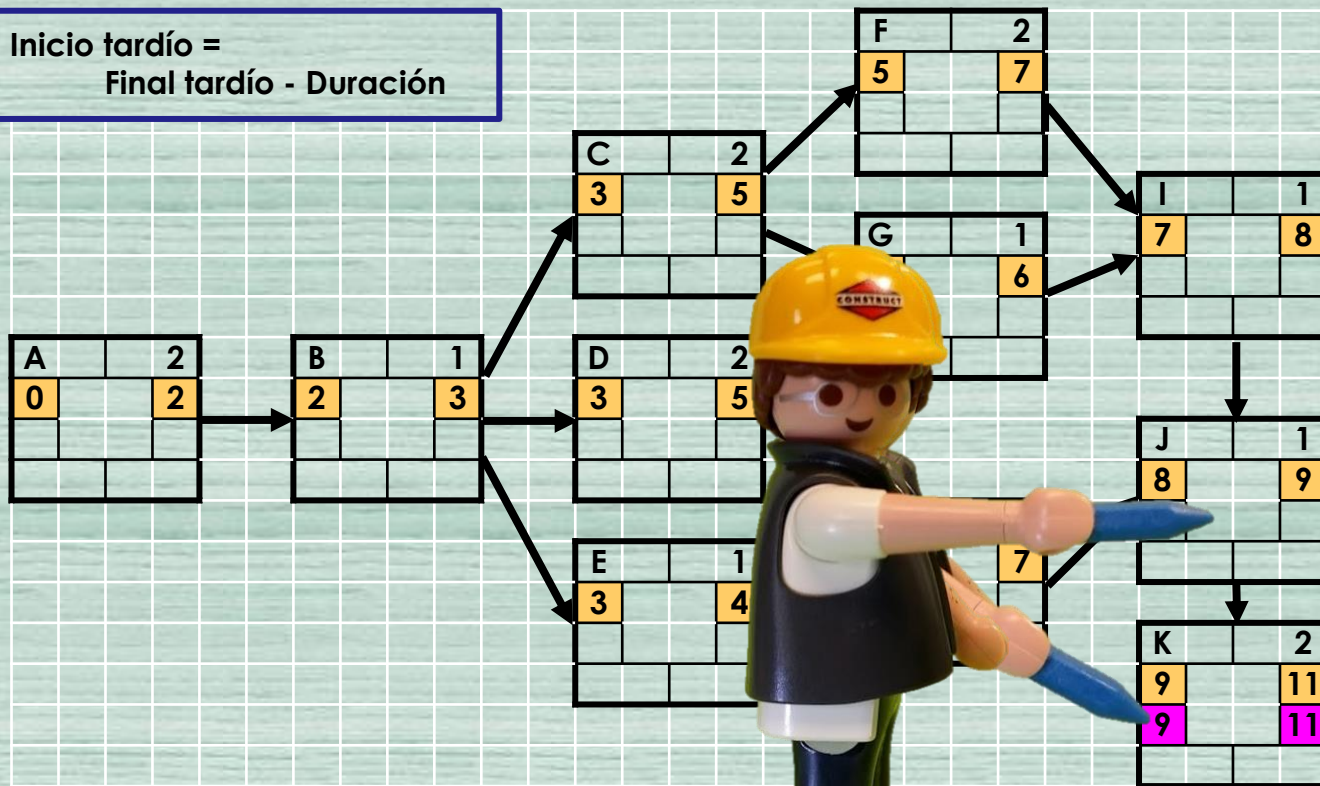 Inicio tardío =
Final tardío - Duración
F 2
5 7
C 2
3 5
I 1
7 8
G 1
6
CONSTRUCT
A 2
0 2
B 1
2 3
D 2
3 5
J 1
8 9
E 1
3 4
7
K 2
9 11
9 11